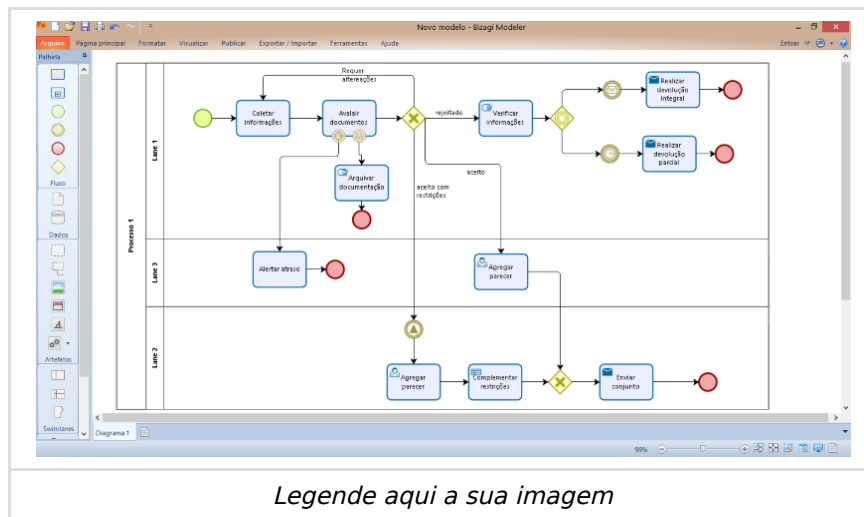 Novo modelo - Bizagi Modeler
Arquivo Página principal Formatar Visualizar Publicar Exportar / Importar Ferramentas Ajuda
Entrar
Palheta
Fluxo
Dados
Artefatos
Swimlanes
Processo 1
Lane 1
Requer
altereações
Coletar
informações
Avalair
documentos
rejeitado
Verificar
informações
Realizar
devolução
integral
Realizar
devolução
parcial
Arquivar
documentação
aceito
aceito com
restrições
Lane 3
Alertar atraso
Agregar
parecer
Lane 2
Agregar
parecer
Complementar
restrições
Enviar
conjunto
Diagrama 1
99%
Legende aqui a sua imagem